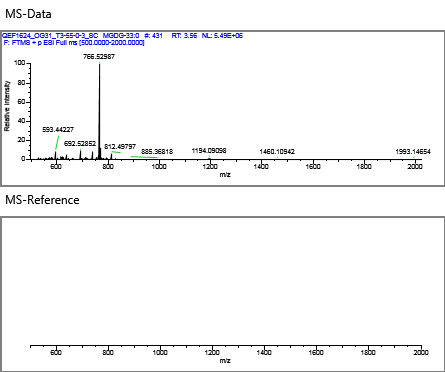 MS-Data
QEF1624_OG31_T3-55-0-3_SC MGDG-33:0 #: 431 RT: 3.56 NL: 5.49E+06
F: FTMS + p ESI Full ms [500.0000-2000.0000]
766.52987
593.44227
692.52852
812.49797
885.36818
1194.09098
1460.10942
1993.14654
Relative Intensity
100
80
60
40
20
0
600 800 1000 1200 1400 1600 1800 2000
m/z
MS-Reference
600 800 1000 1200 1400 1600 1800 2000
m/z